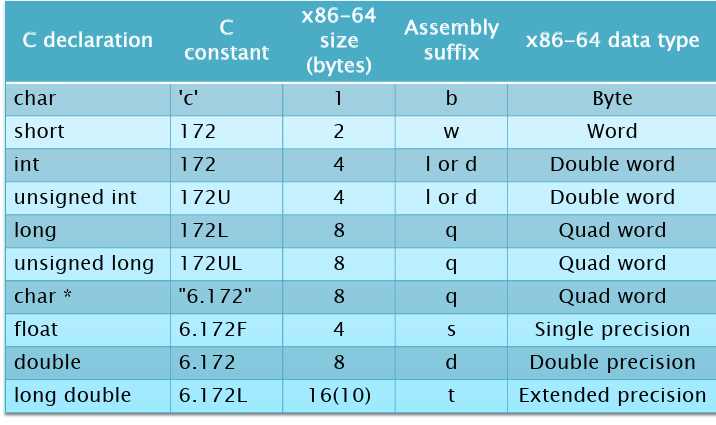 C declaration C constant x86-64 size (bytes) Assembly suffix x86-64 data type
char 'c' 1 b Byte
short 172 2 w Word
int 172 4 l or d Double word
unsigned int 172U 4 l or d Double word
long 172L 8 q Quad word
unsigned long 172UL 8 q Quad word
char * "6.172" 8 q Quad word
float 6.172F 4 s Single precision
double 6.172 8 d Double precision
long double 6.172L 16(10) t Extended precision